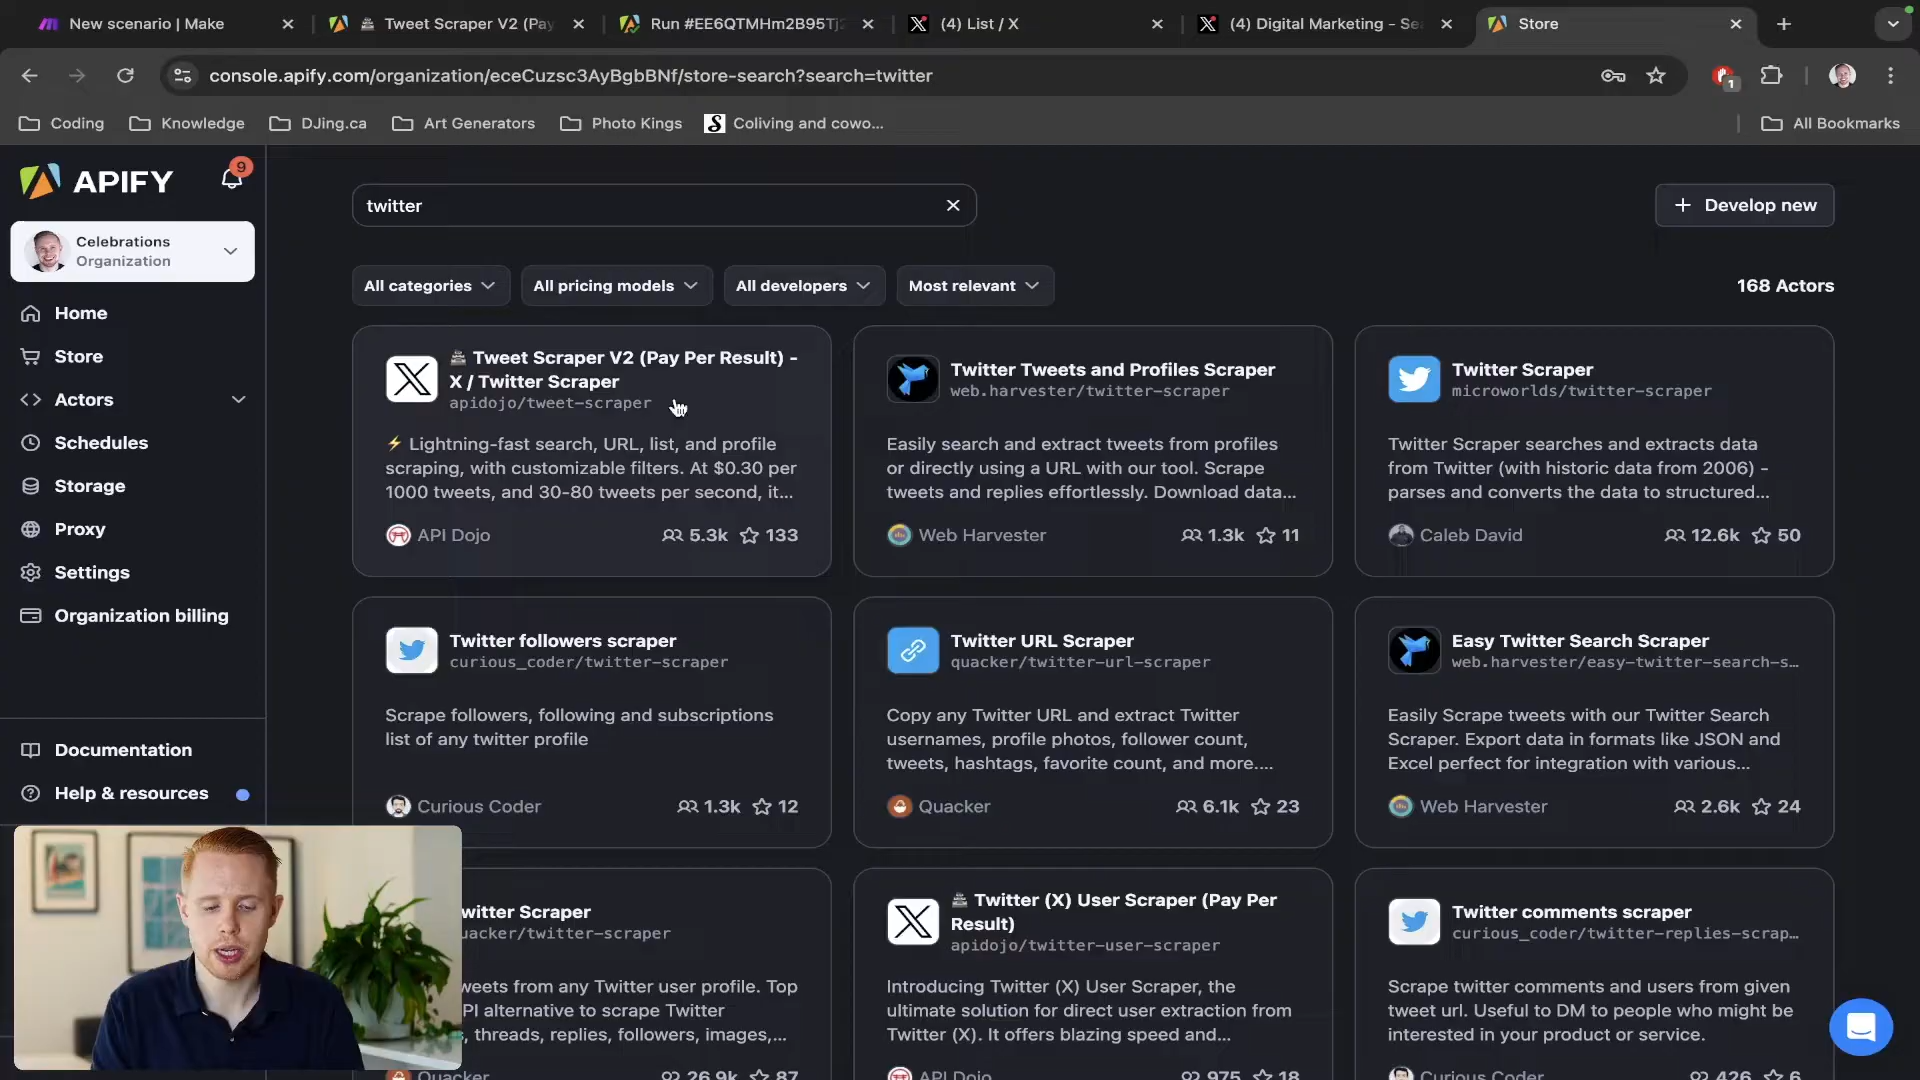 New scenario | Make
Tweet Scraper V2 (Pay
Run #EE6QTMHm2B95Tj
(4) List / X
(4) Digital Marketing - Se
Store
console.apify.com/organization/eceCuzsc3AyBgbBNf/store-search?search=twitter
1
Coding
Knowledge
DJing.ca
Art Generators
Photo Kings
Coliving and cowo...
All Bookmarks
APIFY
9
Celebrations
Organization
Home
Store
Actors
Schedules
Storage
Proxy
Settings
Organization billing
Documentation
Help & resources
twitter
Develop new
All categories
All pricing models
All developers
Most relevant
168 Actors
Tweet Scraper V2 (Pay Per Result) -
X / Twitter Scraper
apidojo/tweet-scraper
⚡ Lightning-fast search, URL, list, and profile
scraping, with customizable filters. At $0.30 per
1000 tweets, and 30-80 tweets per second, it...
API Dojo
5.3k
133
Twitter Tweets and Profiles Scraper
web.harvester/twitter-scraper
Easily search and extract tweets from profiles
or directly using a URL with our tool. Scrape
tweets and replies effortlessly. Download data...
Web Harvester
1.3k
11
Twitter Scraper
microworlds/twitter-scraper
Twitter Scraper searches and extracts data
from Twitter (with historic data from 2006) -
parses and converts the data to structured...
Caleb David
12.6k
50
Twitter followers scraper
curious_coder/twitter-scraper
Scrape followers, following and subscriptions
list of any twitter profile
Curious Coder
1.3k
12
Twitter URL Scraper
quacker/twitter-url-scraper
Copy any Twitter URL and extract Twitter
usernames, profile photos, follower count,
tweets, hashtags, favorite count, and more....
Quacker
6.1k
23
Easy Twitter Search Scraper
web.harvester/easy-twitter-search-s...
Easily Scrape tweets with our Twitter Search
Scraper. Export data in formats like JSON and
Excel perfect for integration with various...
Web Harvester
2.6k
24
witter Scraper
uacker/twitter-scraper
weets from any Twitter user profile. Top
PI alternative to scrape Twitter
, threads, replies, followers, images,...
Quacker
26.9k
87
Twitter (X) User Scraper (Pay Per
Result)
apidojo/twitter-user-scraper
Introducing Twitter (X) User Scraper, the
ultimate solution for direct user extraction from
Twitter (X). It offers blazing speed and...
API Dojo
975
18
Twitter comments scraper
curious_coder/twitter-replies-scrap...
Scrape twitter comments and users from given
tweet url. Useful to DM to people who might be
interested in your product or service.
Curious Coder
426
6